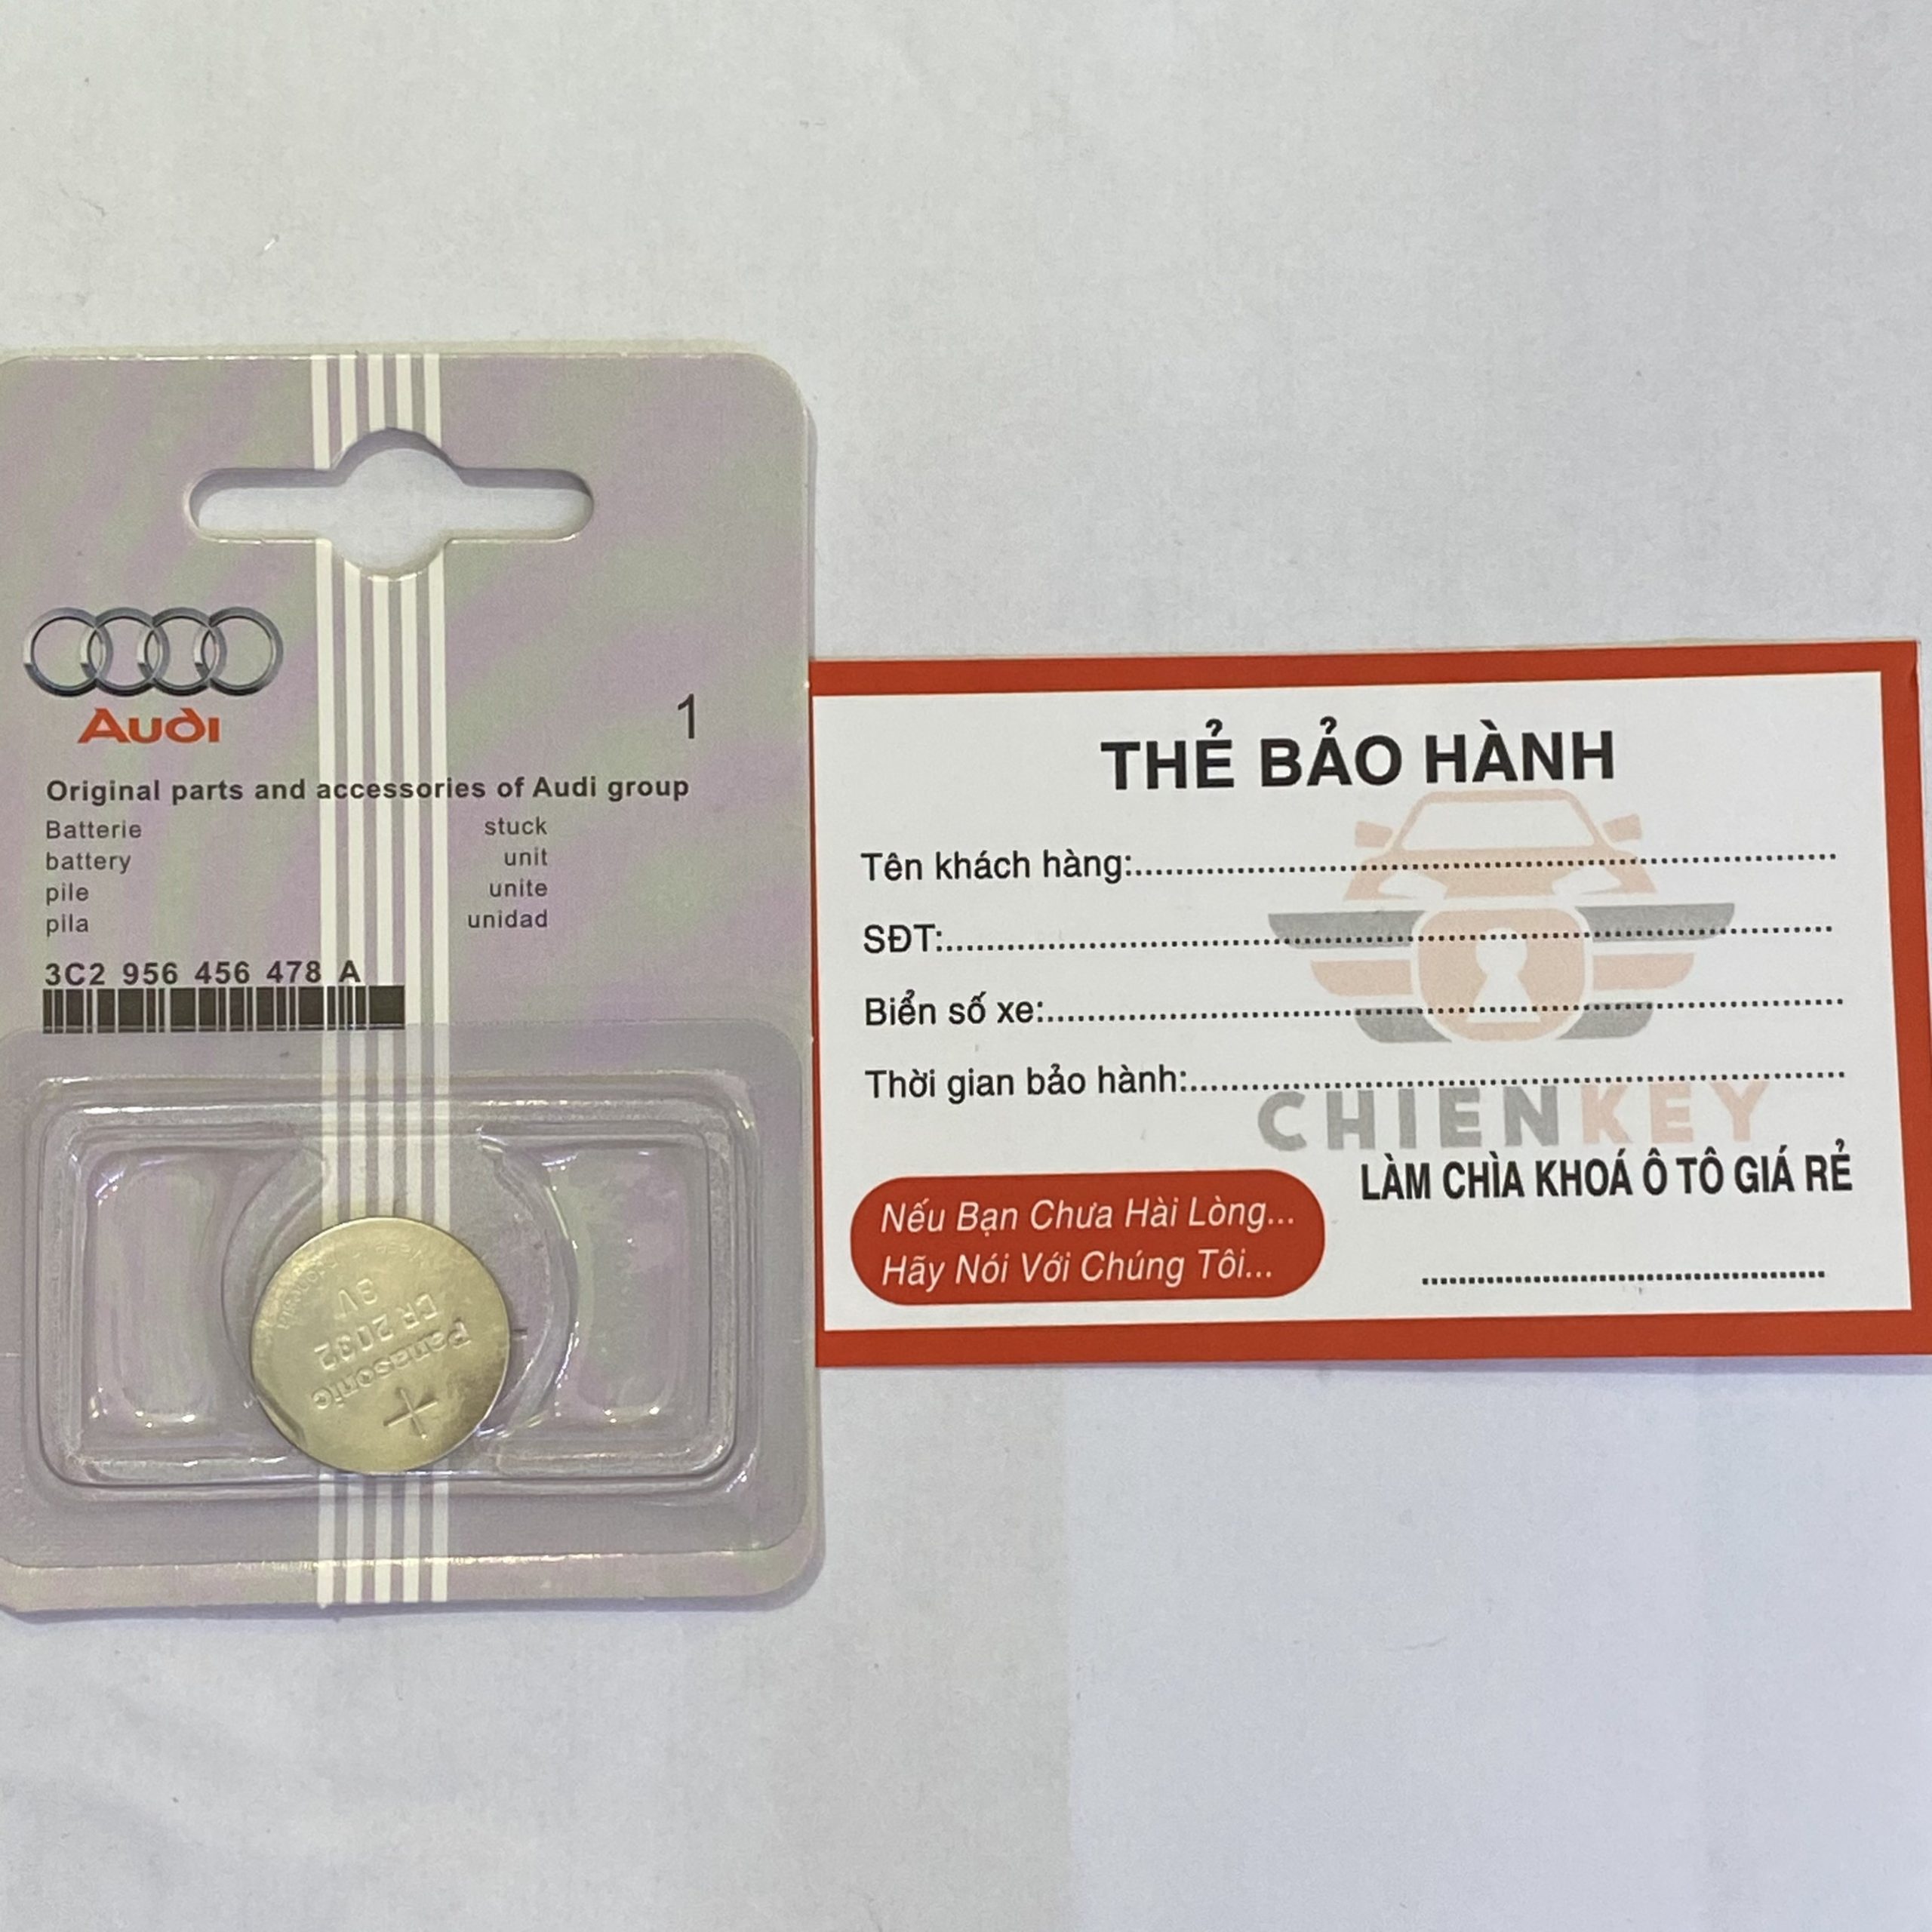 Audi
1
Original parts and accessories of Audi group
Batterie stuck
battery unit
pile unite
pila unidad
3C2 956 456 478 A
Panasonic
CR2032
3V
THẺ BẢO HÀNH
Tên khách hàng:
SĐT:
Biển số xe:
Thời gian bảo hành:
CHIENKEY
LÀM CHÌA KHOÁ Ô TÔ GIÁ RẺ
Nếu Bạn Chưa Hài Lòng...
Hãy Nói Với Chúng Tôi...